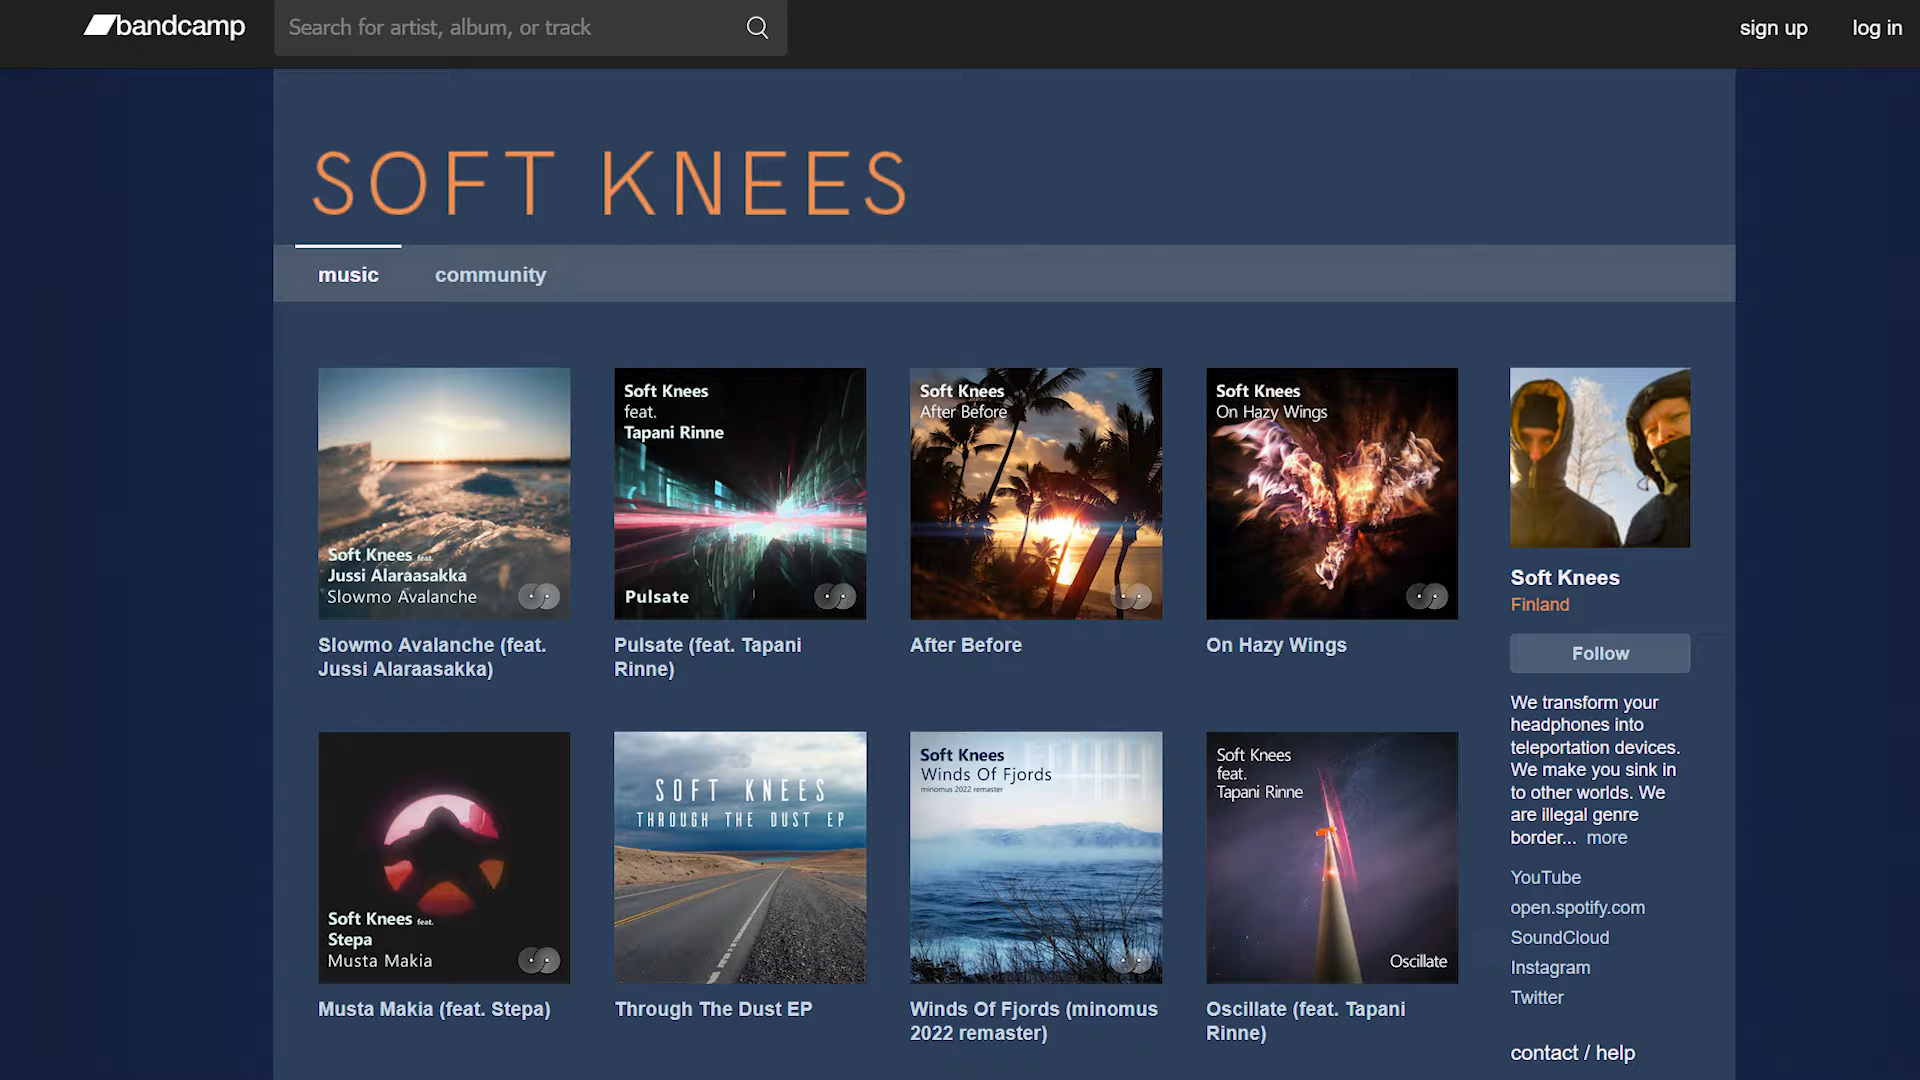 bandcamp
Search for artist, album, or track
sign up
log in
SOFT KNEES
music
community
Soft Knees feat.
Jussi Alaraasakka
Slowmo Avalanche
Slowmo Avalanche (feat.
Jussi Alaraasakka)
Soft Knees
feat.
Tapani Rinne
Pulsate
Pulsate (feat. Tapani
Rinne)
Soft Knees
After Before
After Before
Soft Knees
On Hazy Wings
On Hazy Wings
Soft Knees feat.
Stepa
Musta Makia
Musta Makia (feat. Stepa)
SOFT KNEES
THROUGH THE DUST EP
Through The Dust EP
Soft Knees
Winds Of Fjords
minomus 2022 remaster
Winds Of Fjords (minomus
2022 remaster)
Soft Knees
feat.
Tapani Rinne
Oscillate
Oscillate (feat. Tapani
Rinne)
Soft Knees
Finland
Follow
We transform your
headphones into
teleportation devices.
We make you sink in
to other worlds. We
are illegal genre
border... more
YouTube
open.spotify.com
SoundCloud
Instagram
Twitter
contact / help